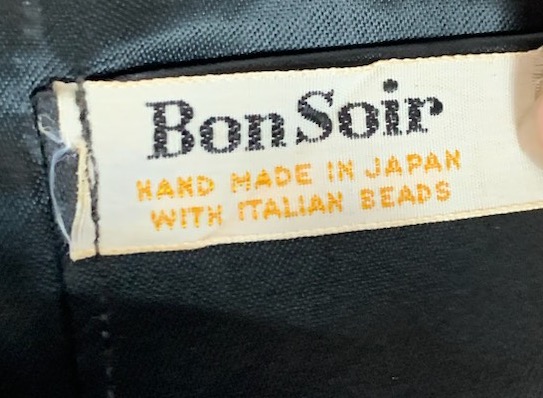 BonSoir
HAND MADE IN JAPAN
WITH ITALIAN BEADS